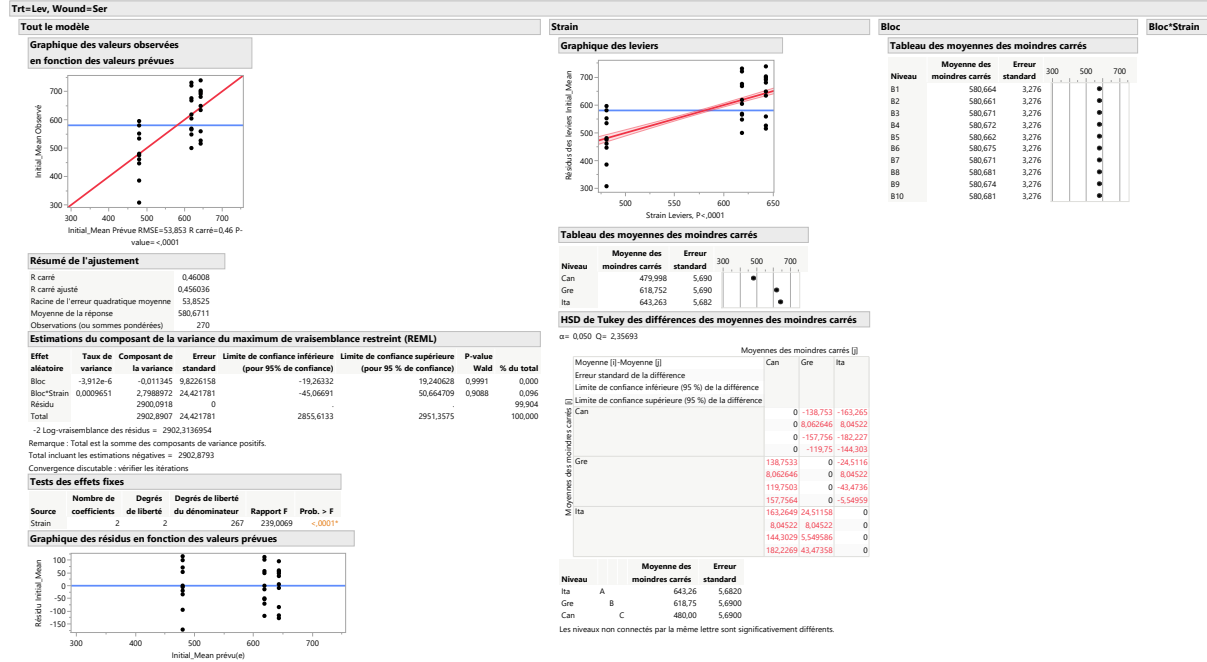 Trt=Lev, Wound=Ser
Tout le modèle
Graphique des valeurs observées
en fonction des valeurs prévues
Initial_Mean Observé
700
600
500
400
300
300 400 500 600 700
Initial_Mean Prévue RMSE=53,853 R carré=0,46 P-
value=<,0001
Résumé de l'ajustement
R carré 0,46008
R carré ajusté 0,456036
Racine de l'erreur quadratique moyenne 53,8525
Moyenne de la réponse 580,6711
Observations (ou sommes pondérées) 270
Estimations du composant de la variance du maximum de vraisemblance restreint (REML)
Effet Taux de Composant de Erreur Limite de confiance inférieure Limite de confiance supérieure P-value
aléatoire variance la variance standard (pour 95% de confiance) (pour 95 % de confiance) Wald % du total
Bloc -3,912e-6 -0,011345 9,8226158 -19,26332 19,240628 0,9991 0,000
Bloc*Strain 0,0009651 2,7988972 24,421781 -45,06691 50,664709 0,9088 0,096
Résidu 2900,0918 0 . . 99,904
Total 2902,8907 24,421781 2855,6133 2951,3575 100,000
-2 Log-vraisemblance des résidus = 2902,3136954
Remarque : Total est la somme des composants de variance positifs.
Total incluant les estimations négatives = 2902,8793
Convergence discutable : vérifier les itérations
Tests des effets fixes
Nombre de Degrés Degrés de liberté
Source coefficients de liberté du dénominateur Rapport F Prob. > F
Strain 2 2 267 239,0069 <,0001*
Graphique des résidus en fonction des valeurs prévues
Résidu Initial_Mean
100
50
0
-50
-100
-150
300 400 500 600 700
Initial_Mean prévu(e)
Strain
Graphique des leviers
Résidus des leviers Initial_Mean
700
600
500
400
300
500 550 600 650
Strain Leviers, P<,0001
Tableau des moyennes des moindres carrés
Moyenne des Erreur
Niveau moindres carrés standard 300 500 700
Can 479,998 5,690
Gre 618,752 5,690
Ita 643,263 5,682
HSD de Tukey des différences des moyennes des moindres carrés
α= 0,050 Q= 2,35693
Moyennes des moindres carrés [j]
Moyennes des moindres carrés [i]
Moyenne [i]-Moyenne [j] Can Gre Ita
Erreur standard de la différence
Limite de confiance inférieure (95 %) de la différence
Limite de confiance supérieure (95 %) de la différence
Can 0 -138,753 -163,265
0 8,062646 8,04522
0 -157,756 -182,227
0 -119,75 -144,303
Gre 138,7533 0 -24,5116
8,062646 0 8,04522
119,7503 0 -43,4736
157,7564 0 -5,54959
Ita 163,2649 24,51158 0
8,04522 8,04522 0
144,3029 5,549586 0
182,2269 43,47358 0
Moyenne des Erreur
Niveau moindres carrés standard
Ita A 643,26 5,6820
Gre B 618,75 5,6900
Can C 480,00 5,6900
Les niveaux non connectés par la même lettre sont significativement différents.
Bloc
Tableau des moyennes des moindres carrés
Moyenne des Erreur
Niveau moindres carrés standard 300 500 700
B1 580,664 3,276
B2 580,661 3,276
B3 580,671 3,276
B4 580,672 3,276
B5 580,662 3,276
B6 580,675 3,276
B7 580,671 3,276
B8 580,681 3,276
B9 580,674 3,276
B10 580,681 3,276
Bloc*Strain